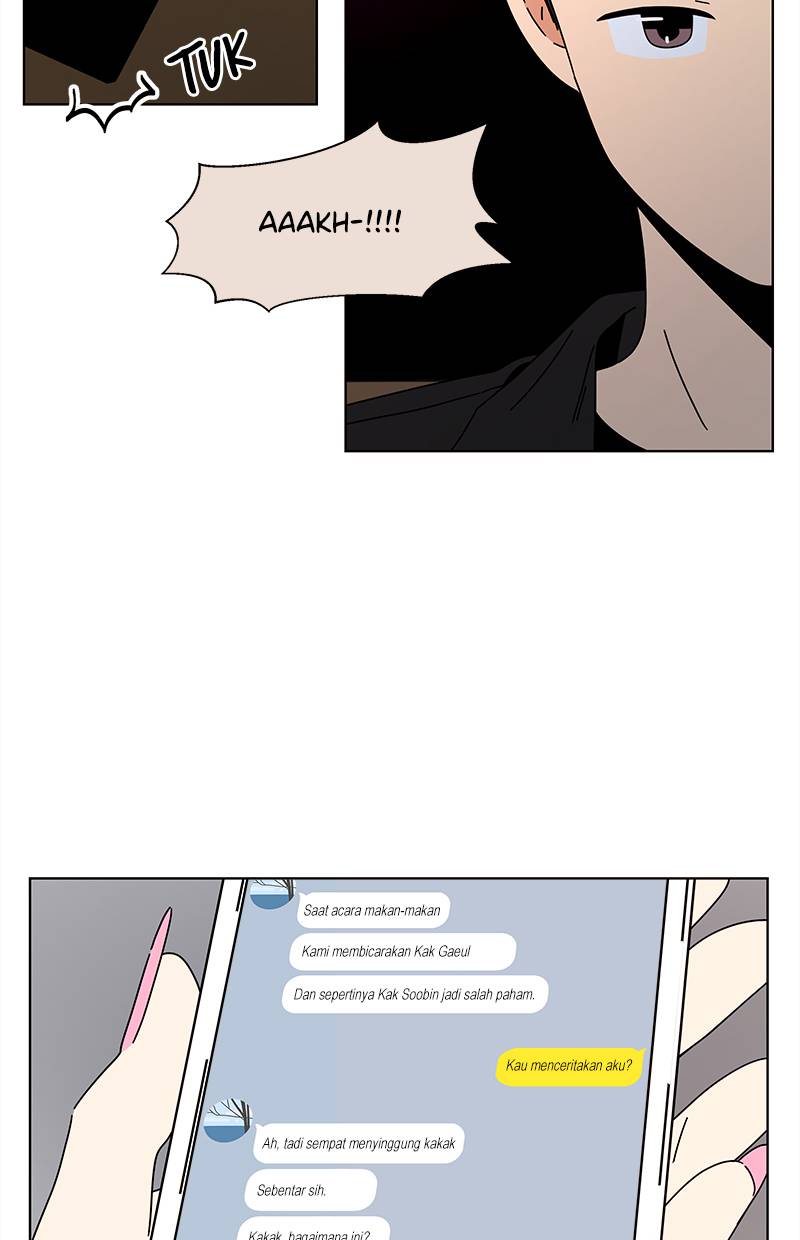 TUK
AAAKH-!!!!
Saat acara makan-makan
Kami membicarakan Kak Gaeul
Dan sepertinya Kak Soobin jadi salah paham.
Kau menceritakan aku?
Ah, tadi sempat menyinggung kakak
Sebentar sih.
Kakak, bagaimana ini?